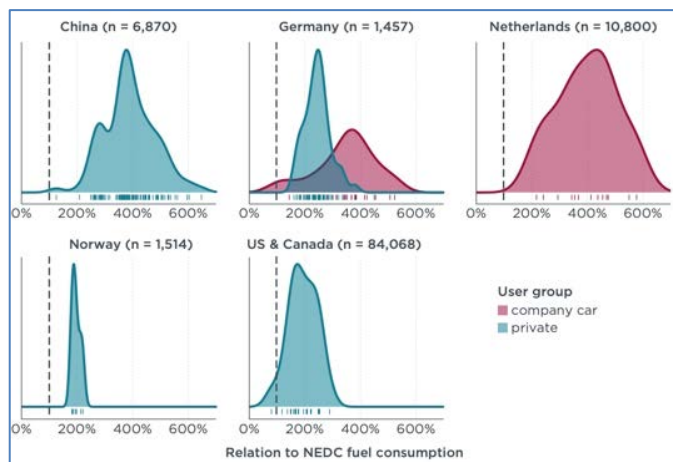 China (n = 6,870)
Germany (n = 1,457)
Netherlands (n = 10,800)
0% 200% 400% 600%
0% 200% 400% 600%
0% 200% 400% 600%
Norway (n = 1,514)
US & Canada (n = 84,068)
User group
company car
private
0% 200% 400% 600%
0% 200% 400% 600%
Relation to NEDC fuel consumption